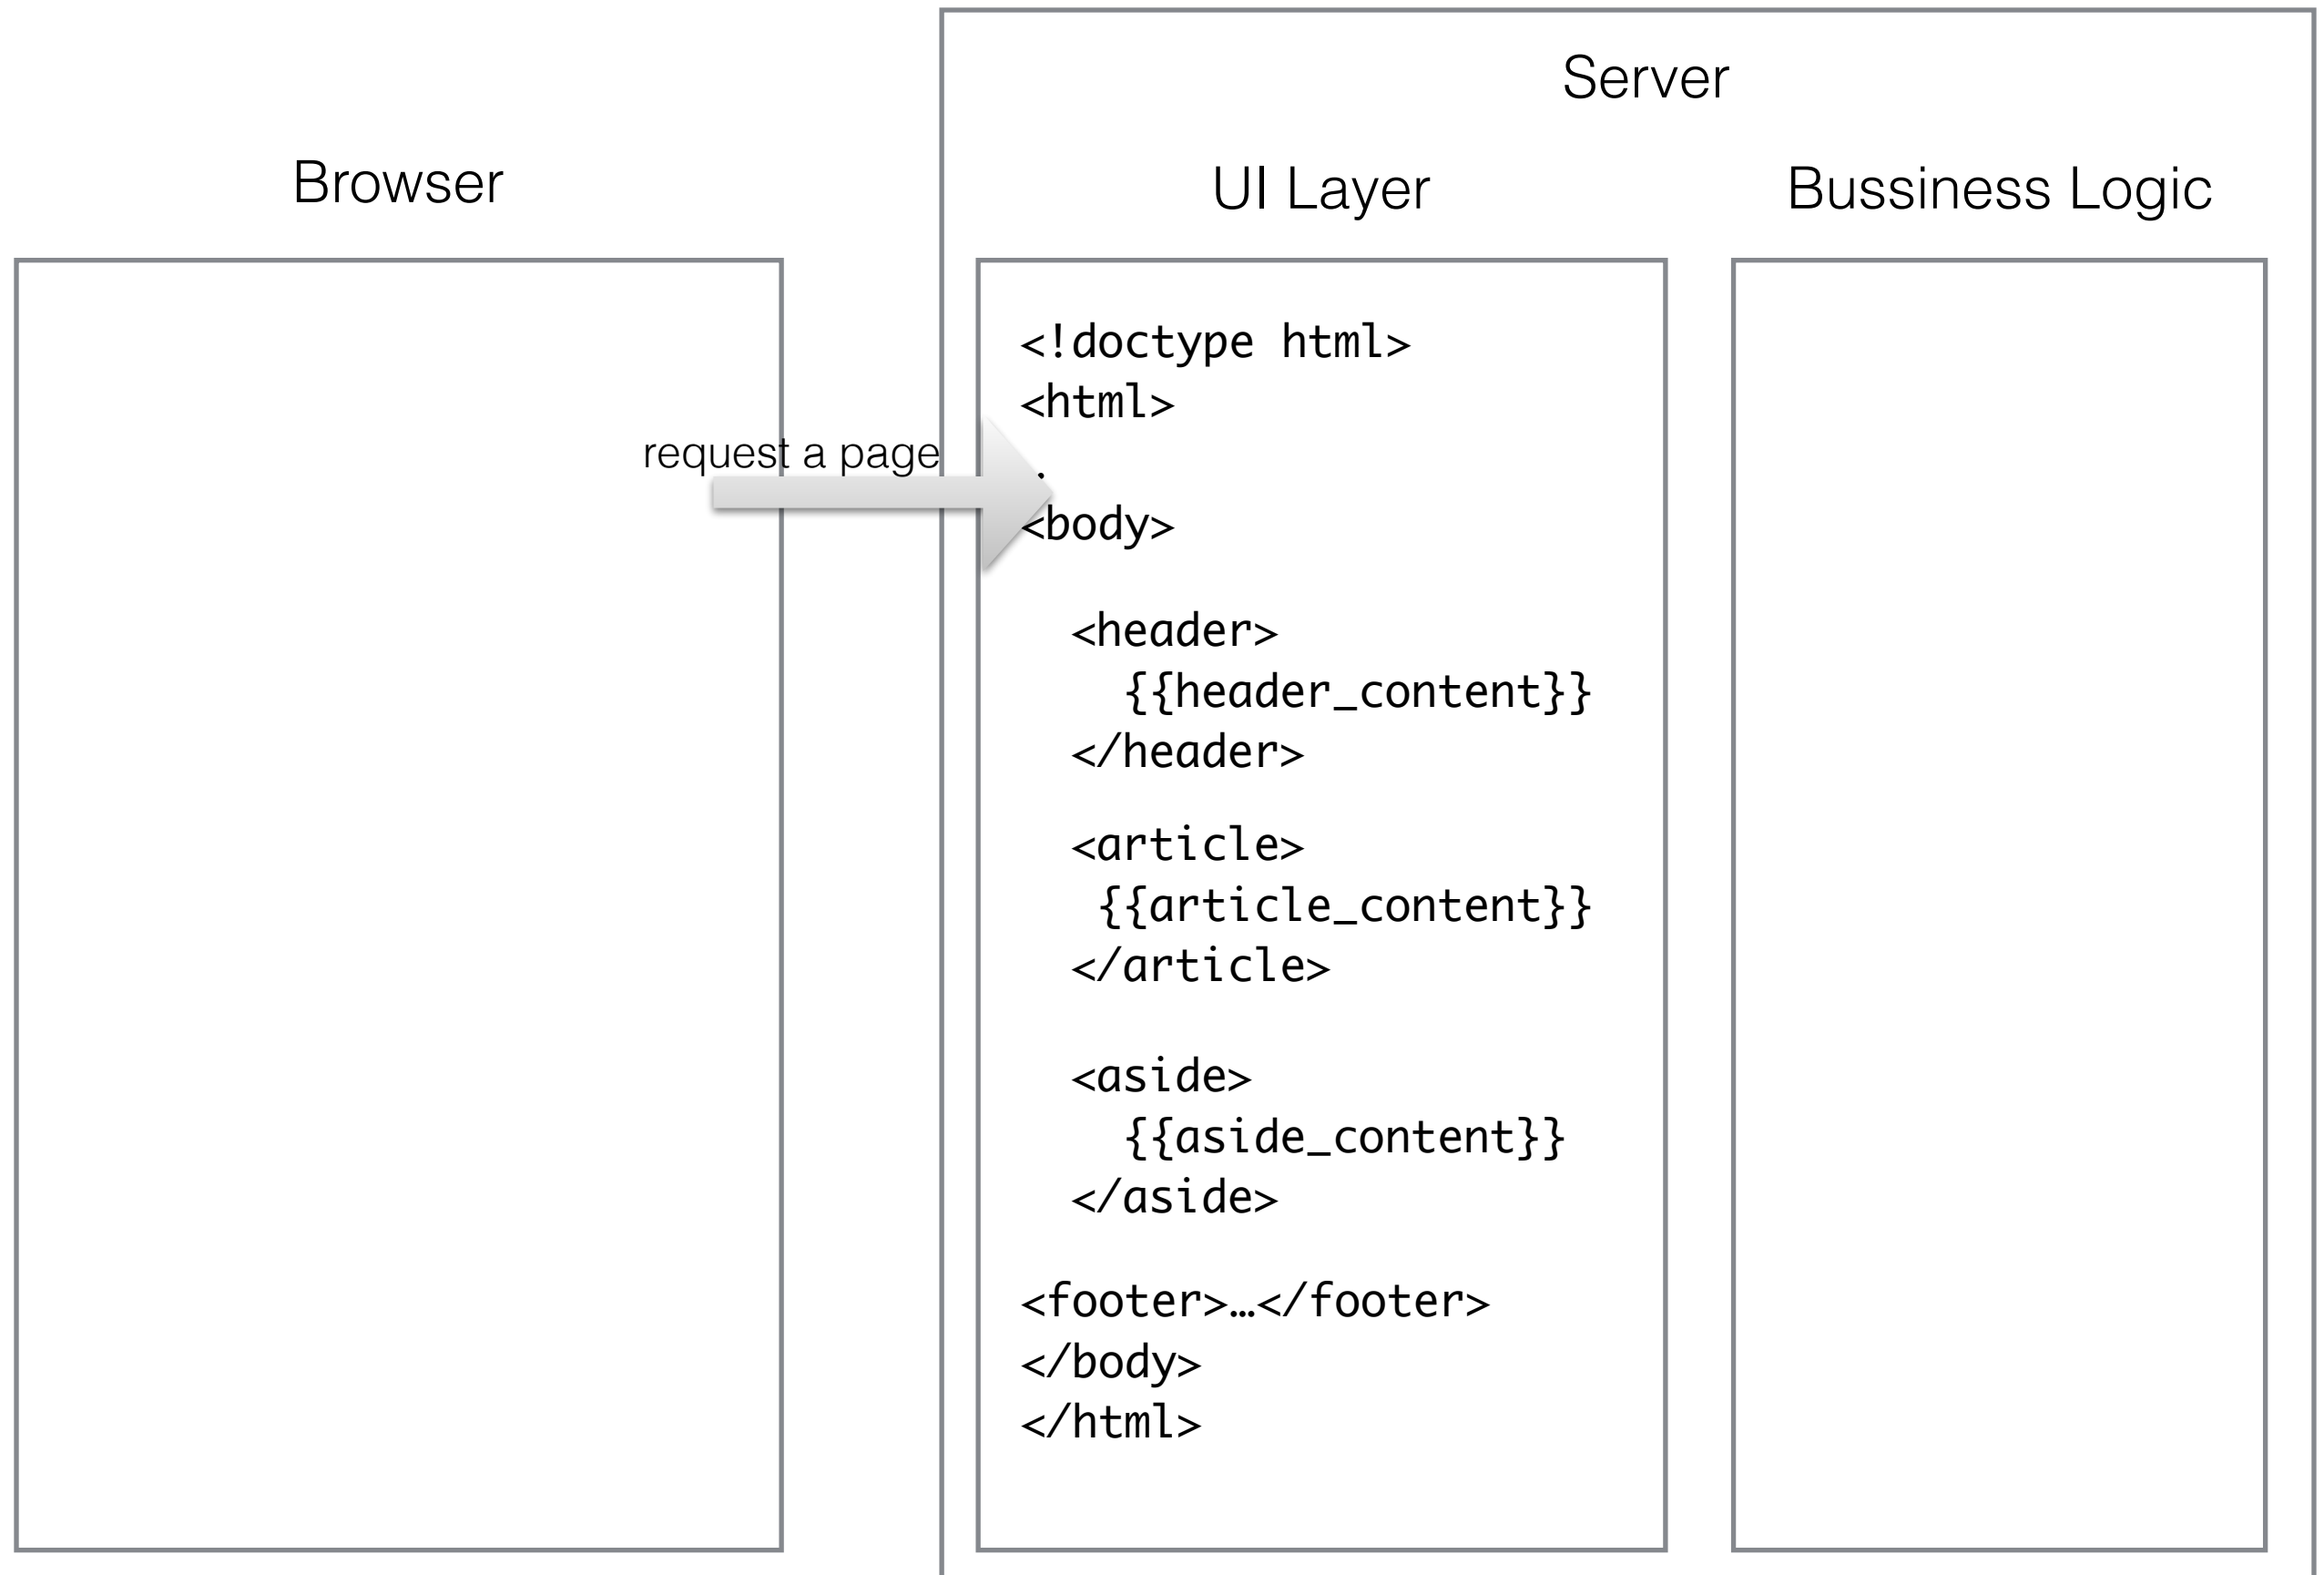 Server
Browser
UI Layer
Bussiness Logic
request a page
<!doctype html>
<html>
.
<body>
<header>
{{header_content}}
</header>
<article>
{{article_content}}
</article>
<aside>
{{aside_content}}
</aside>
<footer>…</footer>
</body>
</html>